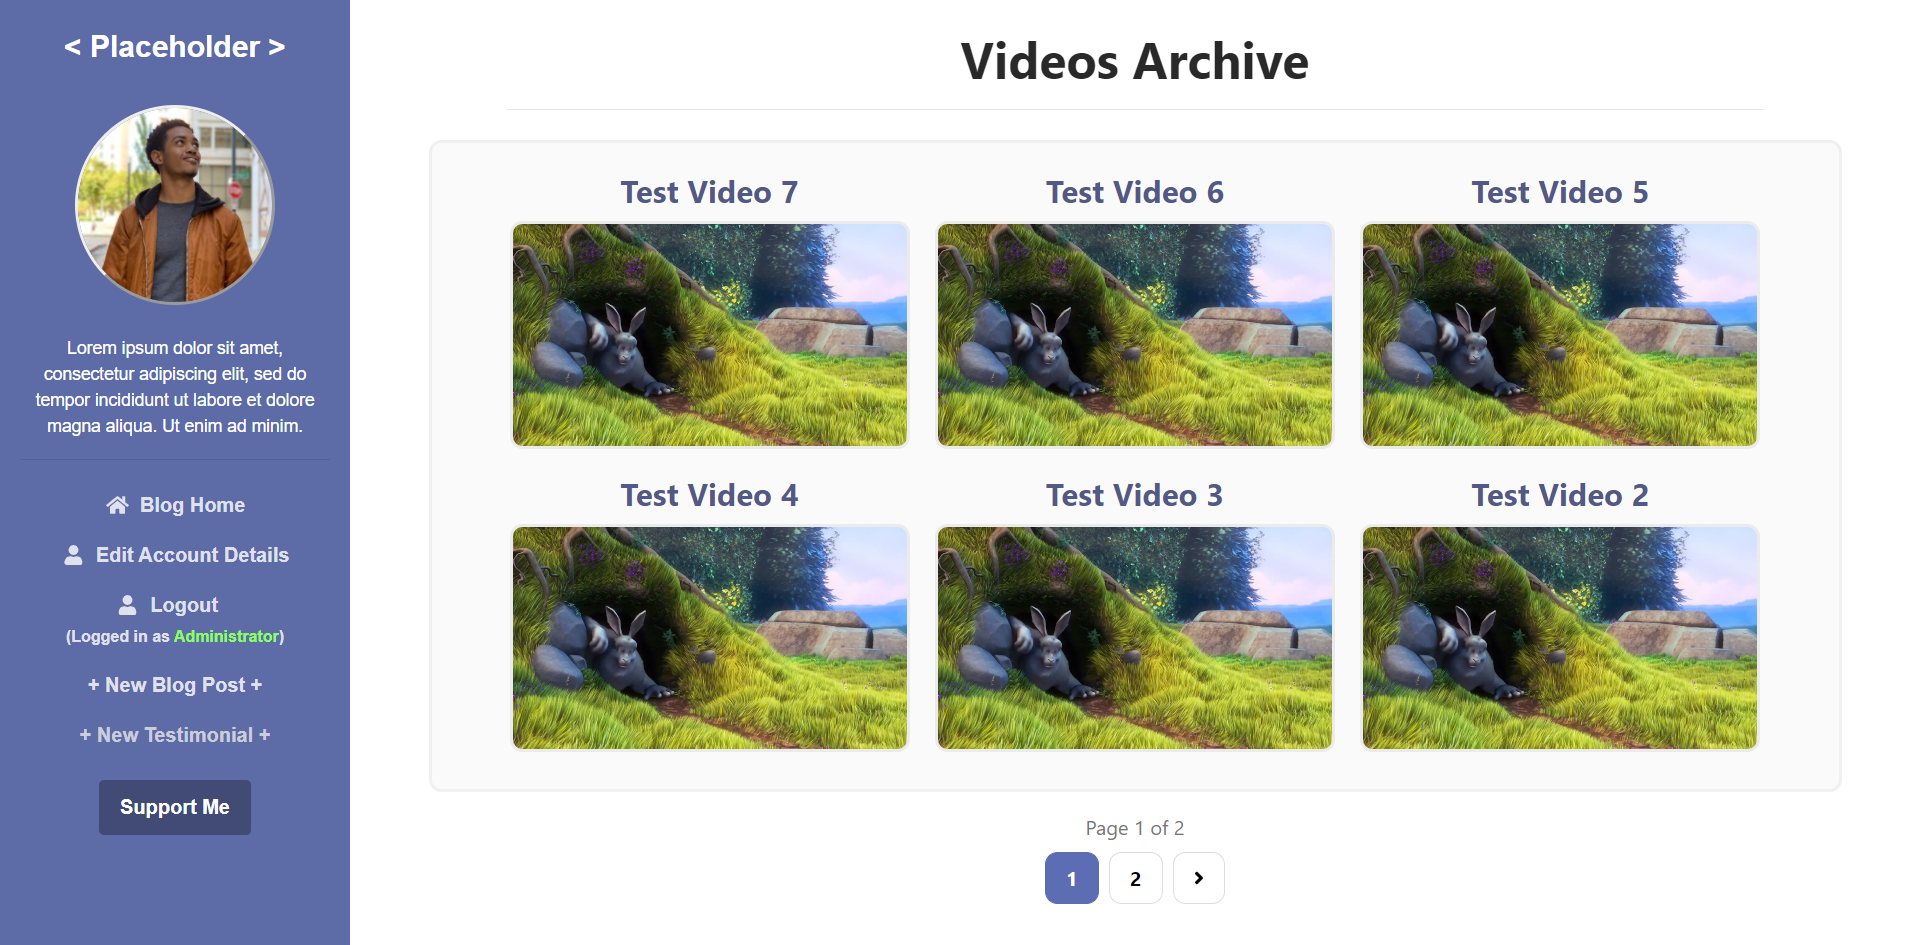 < Placeholder >
Lorem ipsum dolor sit amet,
consectetur adipiscing elit, sed do
tempor incididunt ut labore et dolore
magna aliqua. Ut enim ad minim.
Blog Home
Edit Account Details
Logout
(Logged in as Administrator)
+ New Blog Post +
+ New Testimonial +
Support Me
Videos Archive
Test Video 7
Test Video 6
Test Video 5
Test Video 4
Test Video 3
Test Video 2
Page 1 of 2
1
2